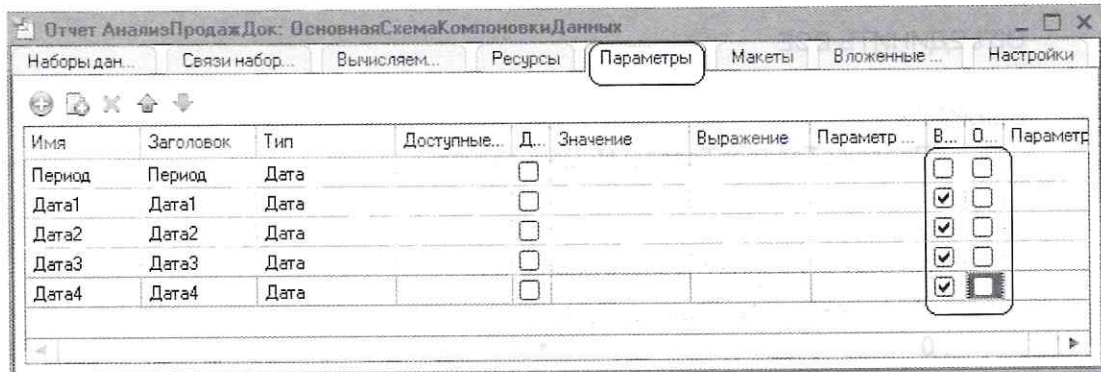 Отчет АнализПродажДок: ОсновнаяСхемаКомпоновкиДанных
Наборы дан... Связи набор... Вычисляем... Ресурсы Параметры Макеты Вложенные ... Настройки
Имя Заголовок Тип Доступные... Д... Значение Выражение Параметр ... В... О... Параметр
Период Период Дата
Дата1 Дата1 Дата
Дата2 Дата2 Дата
Дата3 Дата3 Дата
Дата4 Дата4 Дата